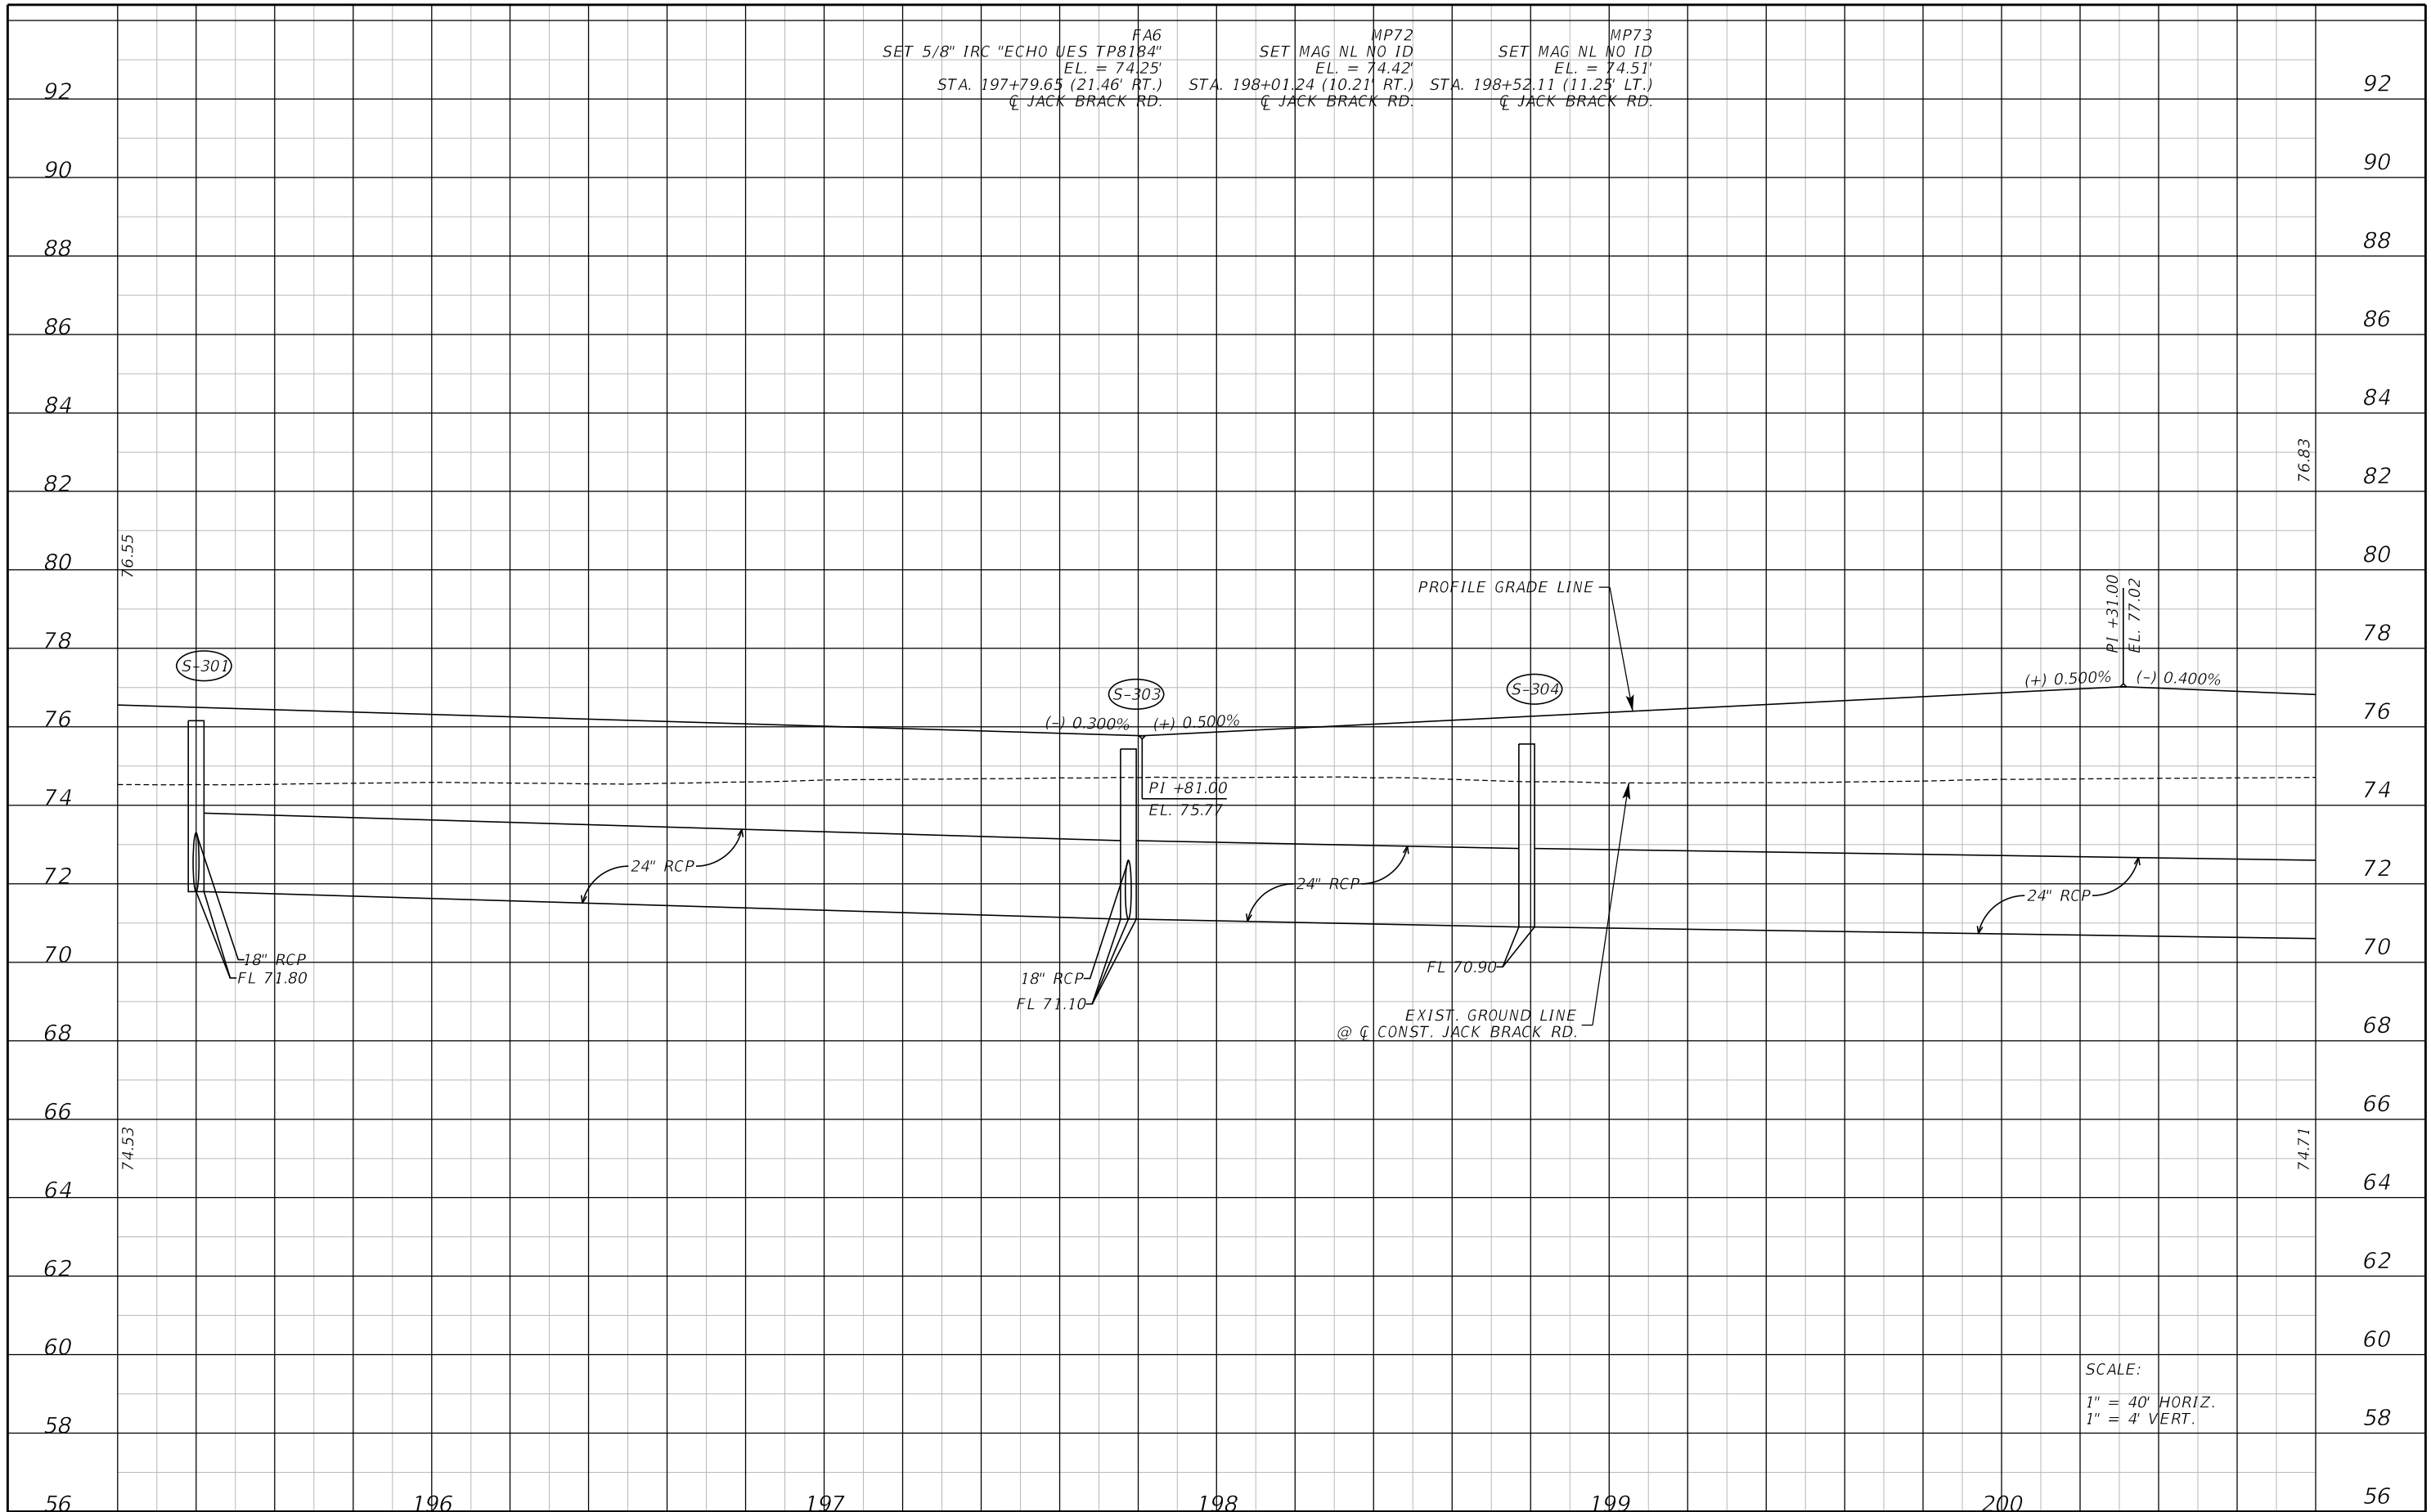 FA6
SET 5/8" IRC "ECHO UES TP8184"
EL. = 74.25'
STA. 197+79.65 (21.46' RT.)
℄ JACK BRACK RD.
MP72
SET MAG NL NO ID
EL. = 74.42'
STA. 198+01.24 (10.21' RT.)
℄ JACK BRACK RD.
MP73
SET MAG NL NO ID
EL. = 74.51'
STA. 198+52.11 (11.25' LT.)
℄ JACK BRACK RD.
92 92
90 90
88 88
86 86
84 84
82 82
80 80
78 78
76 76
74 74
72 72
70 70
68 68
66 66
64 64
62 62
60 60
58 58
56 56
76.55
76.83
PROFILE GRADE LINE
PI +31.00
EL. 77.02
(+) 0.500% (-) 0.400%
S-301
S-303
S-304
(-) 0.300% (+) 0.500%
PI +81.00
EL. 75.77
24" RCP
24" RCP
24" RCP
18" RCP
FL 71.80
18" RCP
FL 71.10
FL 70.90
EXIST. GROUND LINE
@ ℄ CONST. JACK BRACK RD.
74.53
74.71
SCALE:
1" = 40' HORIZ.
1" = 4' VERT.
196 197 198 199 200